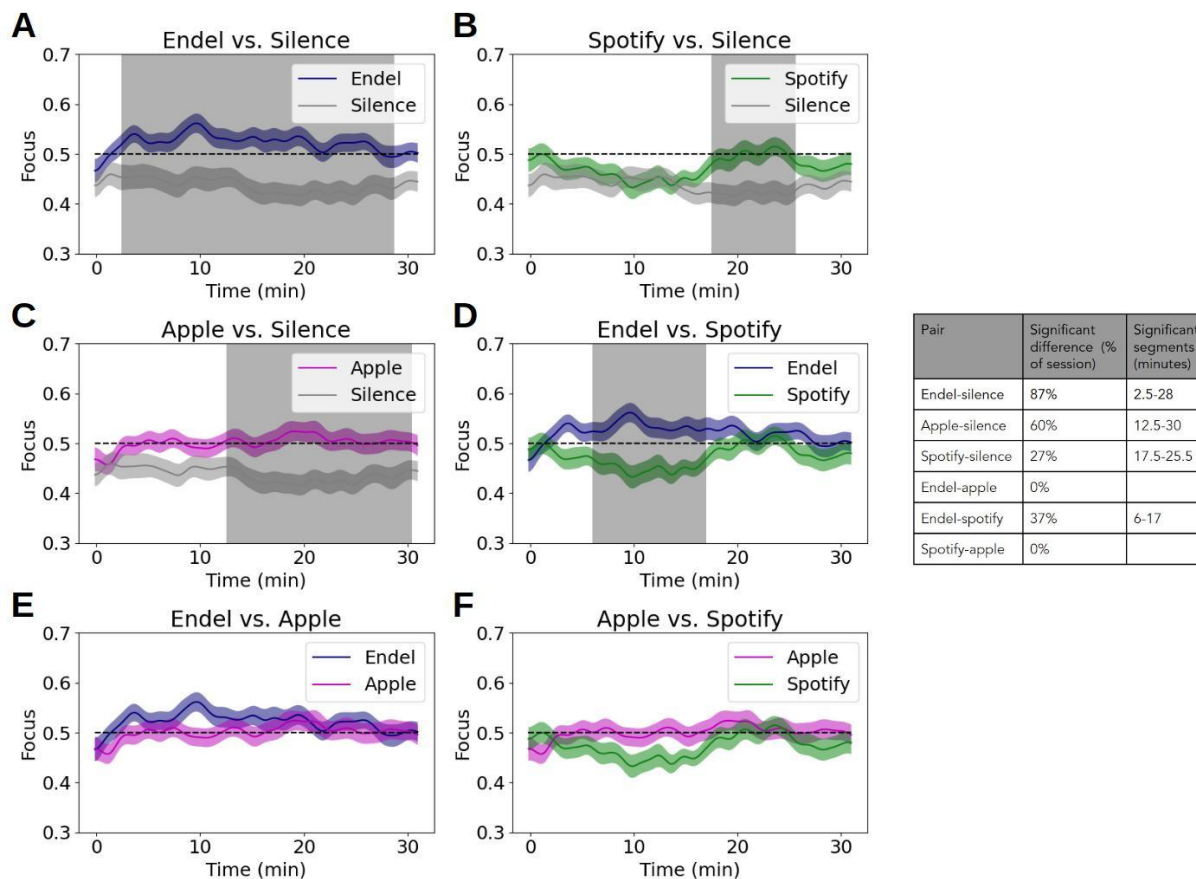 A
Endel vs. Silence
0.7
0.6
0.5
0.4
0.3
Focus
Endel
Silence
0
10
20
30
Time (min)
B
Spotify vs. Silence
0.7
0.6
0.5
0.4
0.3
Focus
Spotify
Silence
0
10
20
30
Time (min)
C
Apple vs. Silence
0.7
0.6
0.5
0.4
0.3
Focus
Apple
Silence
0
10
20
30
Time (min)
D
Endel vs. Spotify
0.7
0.6
0.5
0.4
0.3
Focus
Endel
Spotify
0
10
20
30
Time (min)
Pair Significant difference (% of session) Significant segments (minutes)
Endel-silence 87% 2.5-28
Apple-silence 60% 12.5-30
Spotify-silence 27% 17.5-25.5
Endel-apple 0%
Endel-spotify 37% 6-17
Spotify-apple 0%
E
Endel vs. Apple
0.7
0.6
0.5
0.4
0.3
Focus
Endel
Apple
0
10
20
30
Time (min)
F
Apple vs. Spotify
0.7
0.6
0.5
0.4
0.3
Focus
Apple
Spotify
0
10
20
30
Time (min)